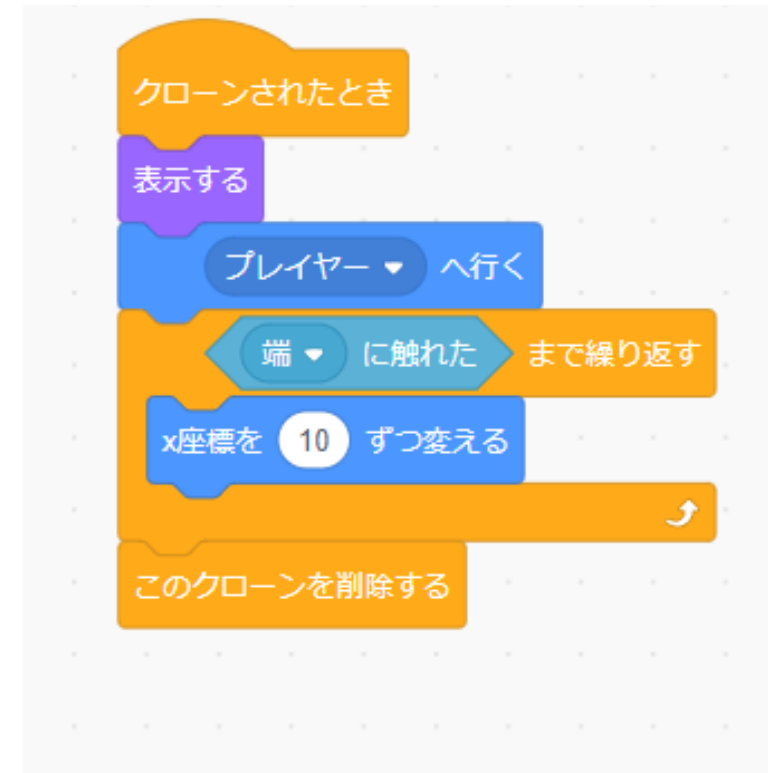 クローンされたとき
表示する
プレイヤー へ行く
端 に触れた まで繰り返す
x座標を 10 ずつ変える
このクローンを削除する